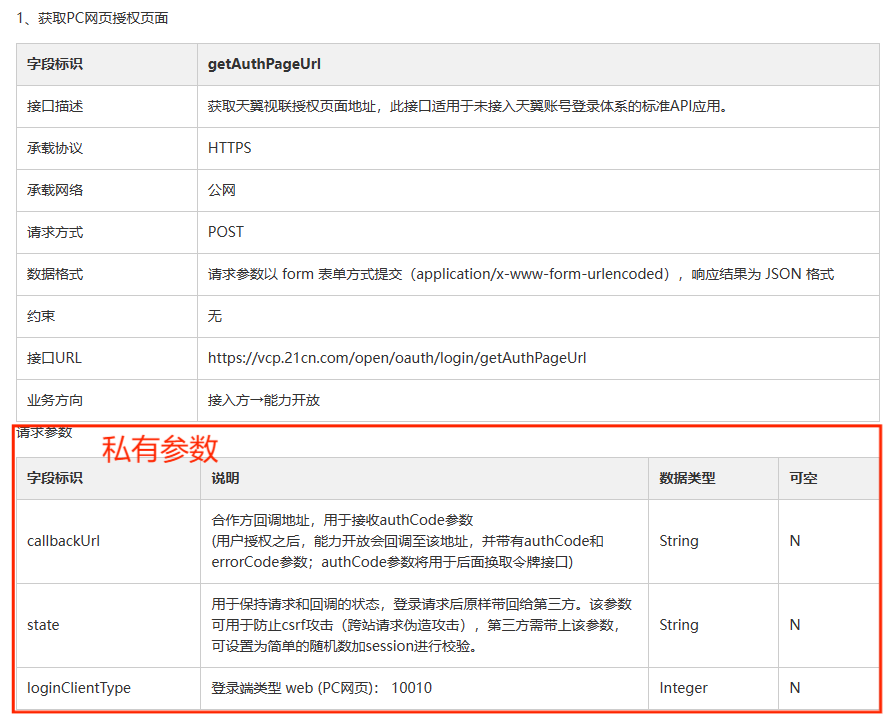 1、获取PC网页授权页面
字段标识 getAuthPageUrl
接口描述 获取天翼视联授权页面地址，此接口适用于未接入天翼账号登录体系的标准API应用。
承载协议 HTTPS
承载网络 公网
请求方式 POST
数据格式 请求参数以 form 表单方式提交（application/x-www-form-urlencoded），响应结果为 JSON 格式
约束 无
接口URL https://vcp.21cn.com/open/oauth/login/getAuthPageUrl
业务方向 接入方→能力开放
请求参数
私有参数
字段标识 说明 数据类型 可空
合作方回调地址，用于接收authCode参数
callbackUrl (用户授权之后，能力开放会回调至该地址，并带有authCode和 String N
errorCode参数；authCode参数将用于后面换取令牌接口)
用于保持请求和回调的状态，登录请求后原样带回给第三方。该参数
state 可用于防止csrf攻击（跨站请求伪造攻击），第三方需带上该参数， String N
可设置为简单的随机数加session进行校验。
loginClientType 登录端类型 web (PC网页)： 10010 Integer N